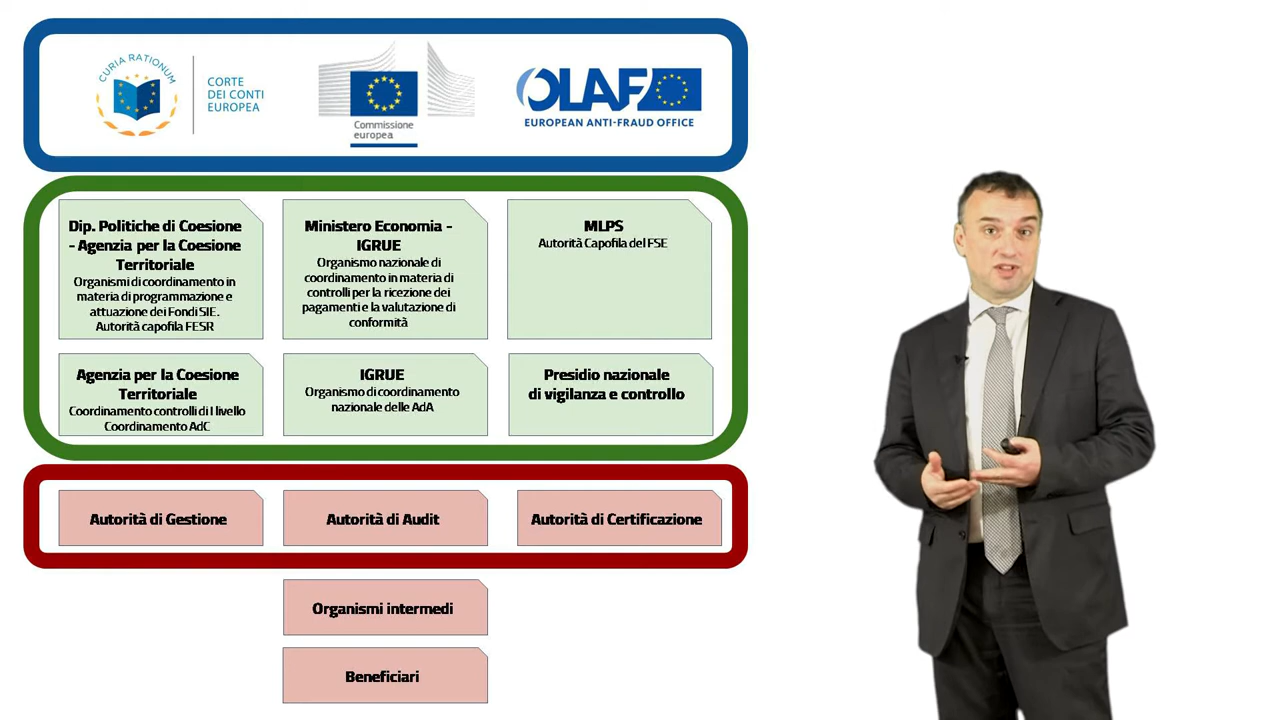 CURIA RATIONUM
CORTE
DEI CONTI
EUROPEA
Commissione
europea
OLAF
EUROPEAN ANTI-FRAUD OFFICE
Dip. Politiche di Coesione
- Agenzia per la Coesione
Territoriale
Organismi di coordinamento in
materia di programmazione e
attuazione dei Fondi SIE.
Autorità capofila FESR
Ministero Economia -
IGRUE
Organismo nazionale di
coordinamento in materia di
controlli per la ricezione dei
pagamenti e la valutazione di
conformità
MLPS
Autorità Capofila del FSE
Agenzia per la Coesione
Territoriale
Coordinamento controlli di I livello
Coordinamento AdC
IGRUE
Organismo di coordinamento
nazionale delle AdA
Presidio nazionale
di vigilanza e controllo
Autorità di Gestione
Autorità di Audit
Autorità di Certificazione
Organismi intermedi
Beneficiari